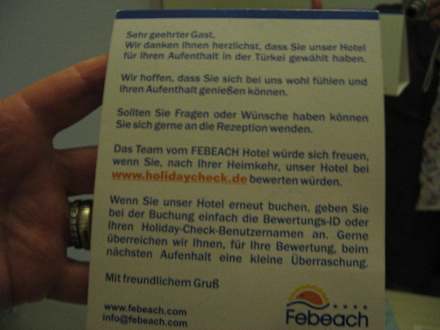 Sehr geehrter Gast,
Wir danken Ihnen herzlichst, dass Sie unser Hotel
für Ihren Aufenthalt in der Türkei gewählt haben.
Wir hoffen, dass Sie sich bei uns wohl fühlen und
Ihren Aufenthalt genießen können.
Sollten Sie Fragen oder Wünsche haben können
Sie sich gerne an die Rezeption wenden.
Das Team vom FEBEACH Hotel würde sich freuen,
wenn Sie, nach Ihrer Heimkehr, unser Hotel bei
www.holidaycheck.de bewerten würden.
Wenn Sie unser Hotel erneut buchen, geben Sie
bei der Buchung einfach die Bewertungs-ID oder
Ihren Holiday-Check-Benutzernamen an. Gerne
überreichen wir Ihnen, für Ihre Bewertung, beim
nächsten Aufenthalt eine kleine Überraschung.
Mit freundlichem Gruß
www.febeach.com
info@febeach.com
Febeach